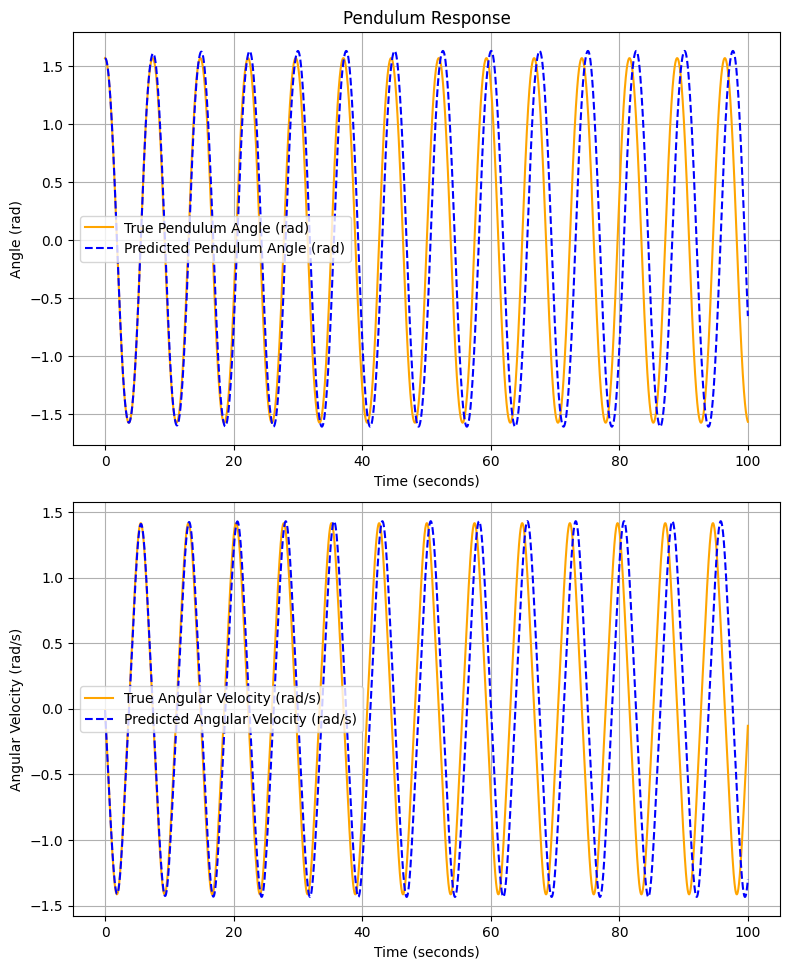 Pendulum Response
1.5
1.0
0.5
0.0
−0.5
−1.0
−1.5
Angle (rad)
True Pendulum Angle (rad)
Predicted Pendulum Angle (rad)
0 20 40 60 80 100
Time (seconds)
1.5
1.0
0.5
0.0
−0.5
−1.0
−1.5
Angular Velocity (rad/s)
True Angular Velocity (rad/s)
Predicted Angular Velocity (rad/s)
0 20 40 60 80 100
Time (seconds)